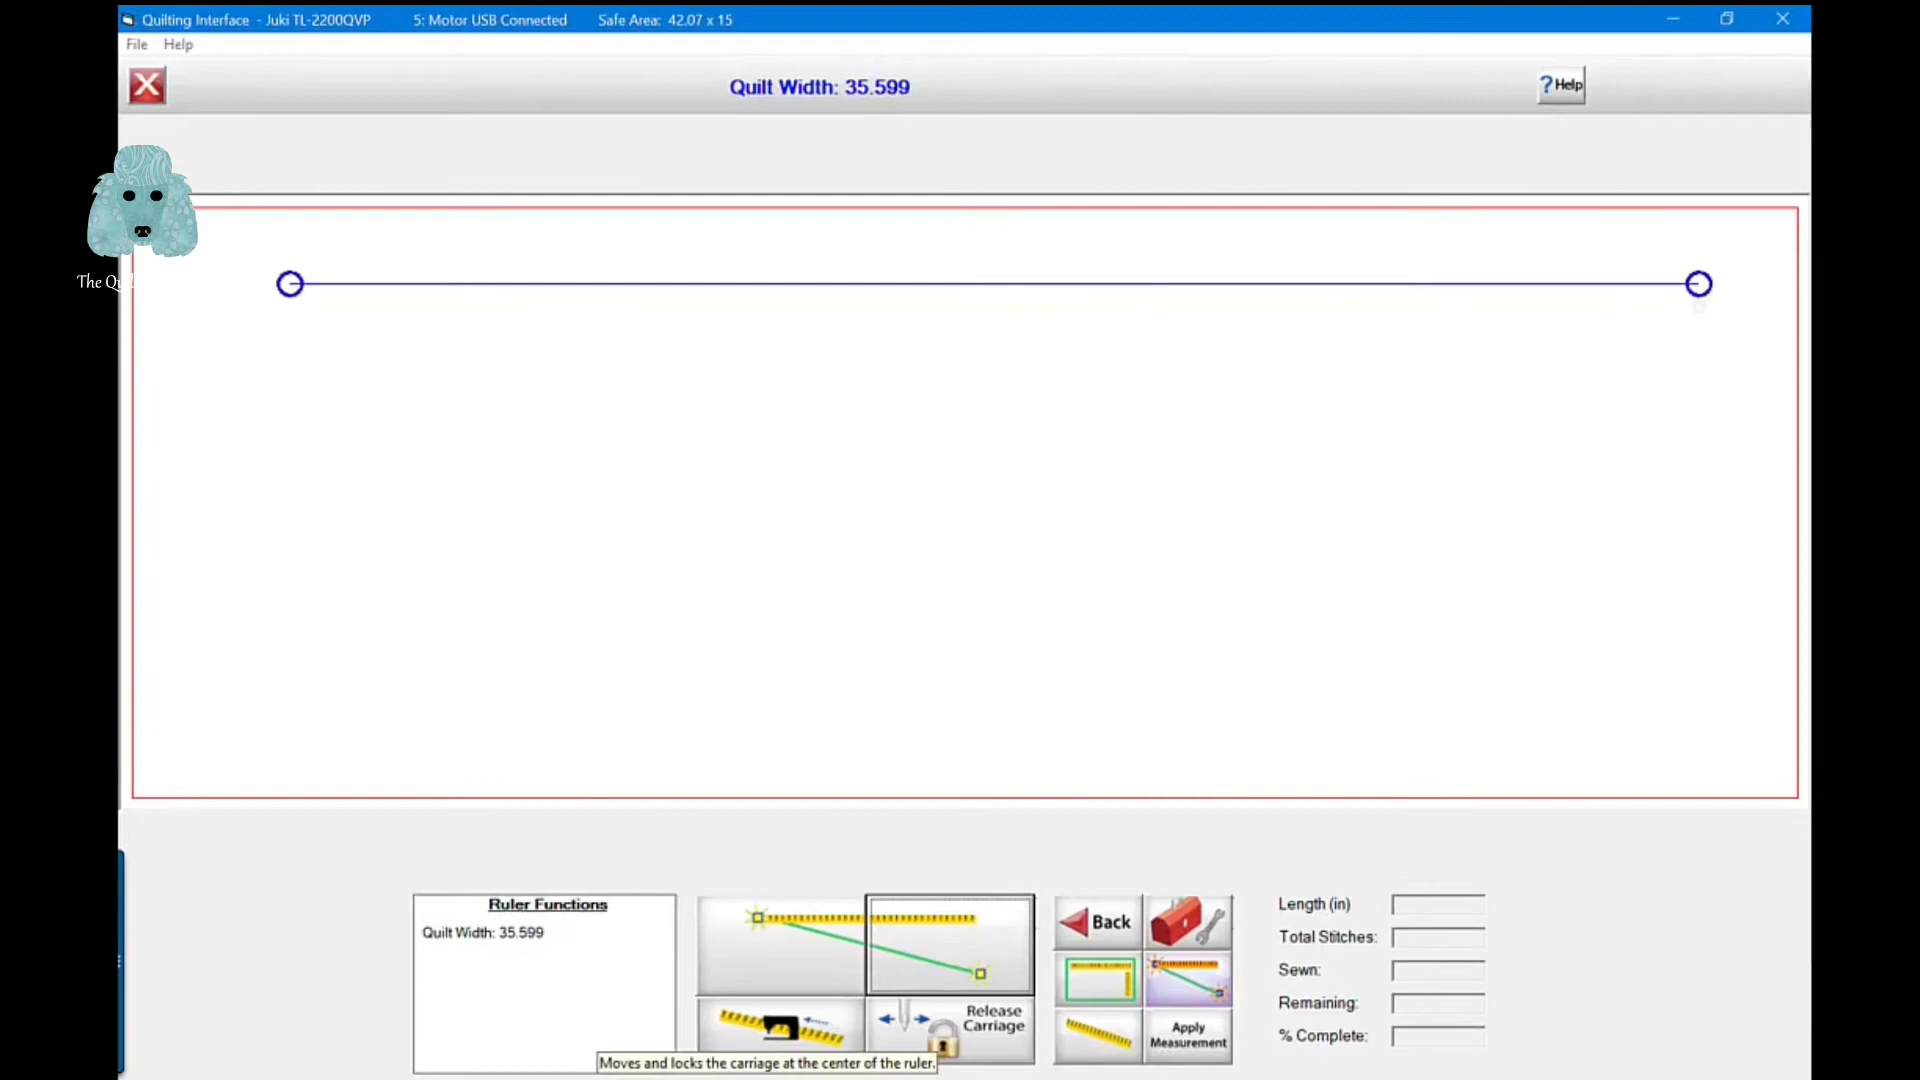 Quilting Interface - Juki TL-2200QVP 5: Motor USB Connected Safe Area: 42.07 x 15
File Help
Quilt Width: 35.599
? Help
The Qu
Ruler Functions
Quilt Width: 35.599
Release
Carriage
Back
Apply
Measurement
Moves and locks the carriage at the center of the ruler.
Length (in)
Total Stitches:
Sewn:
Remaining:
% Complete: